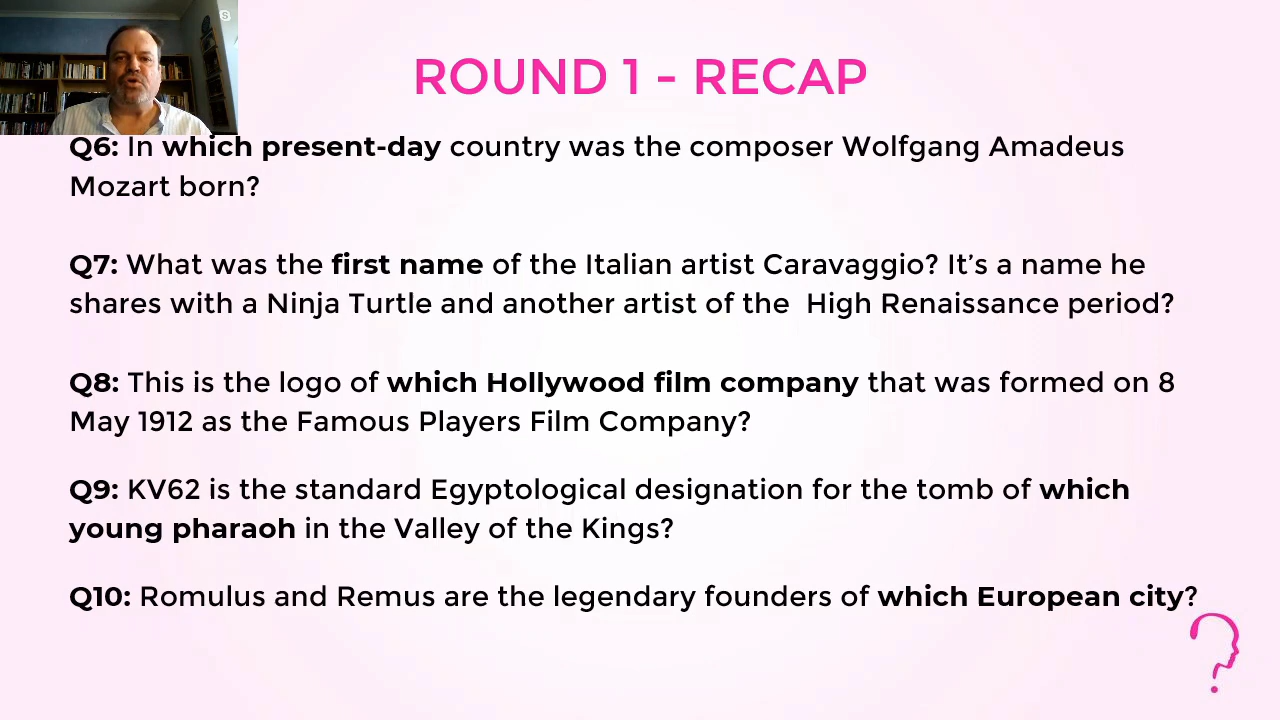 ROUND 1 - RECAP
Q6: In which present-day country was the composer Wolfgang Amadeus
Mozart born?
Q7: What was the first name of the Italian artist Caravaggio? It’s a name he
shares with a Ninja Turtle and another artist of the  High Renaissance period?
Q8: This is the logo of which Hollywood film company that was formed on 8
May 1912 as the Famous Players Film Company?
Q9: KV62 is the standard Egyptological designation for the tomb of which
young pharaoh in the Valley of the Kings?
Q10: Romulus and Remus are the legendary founders of which European city?